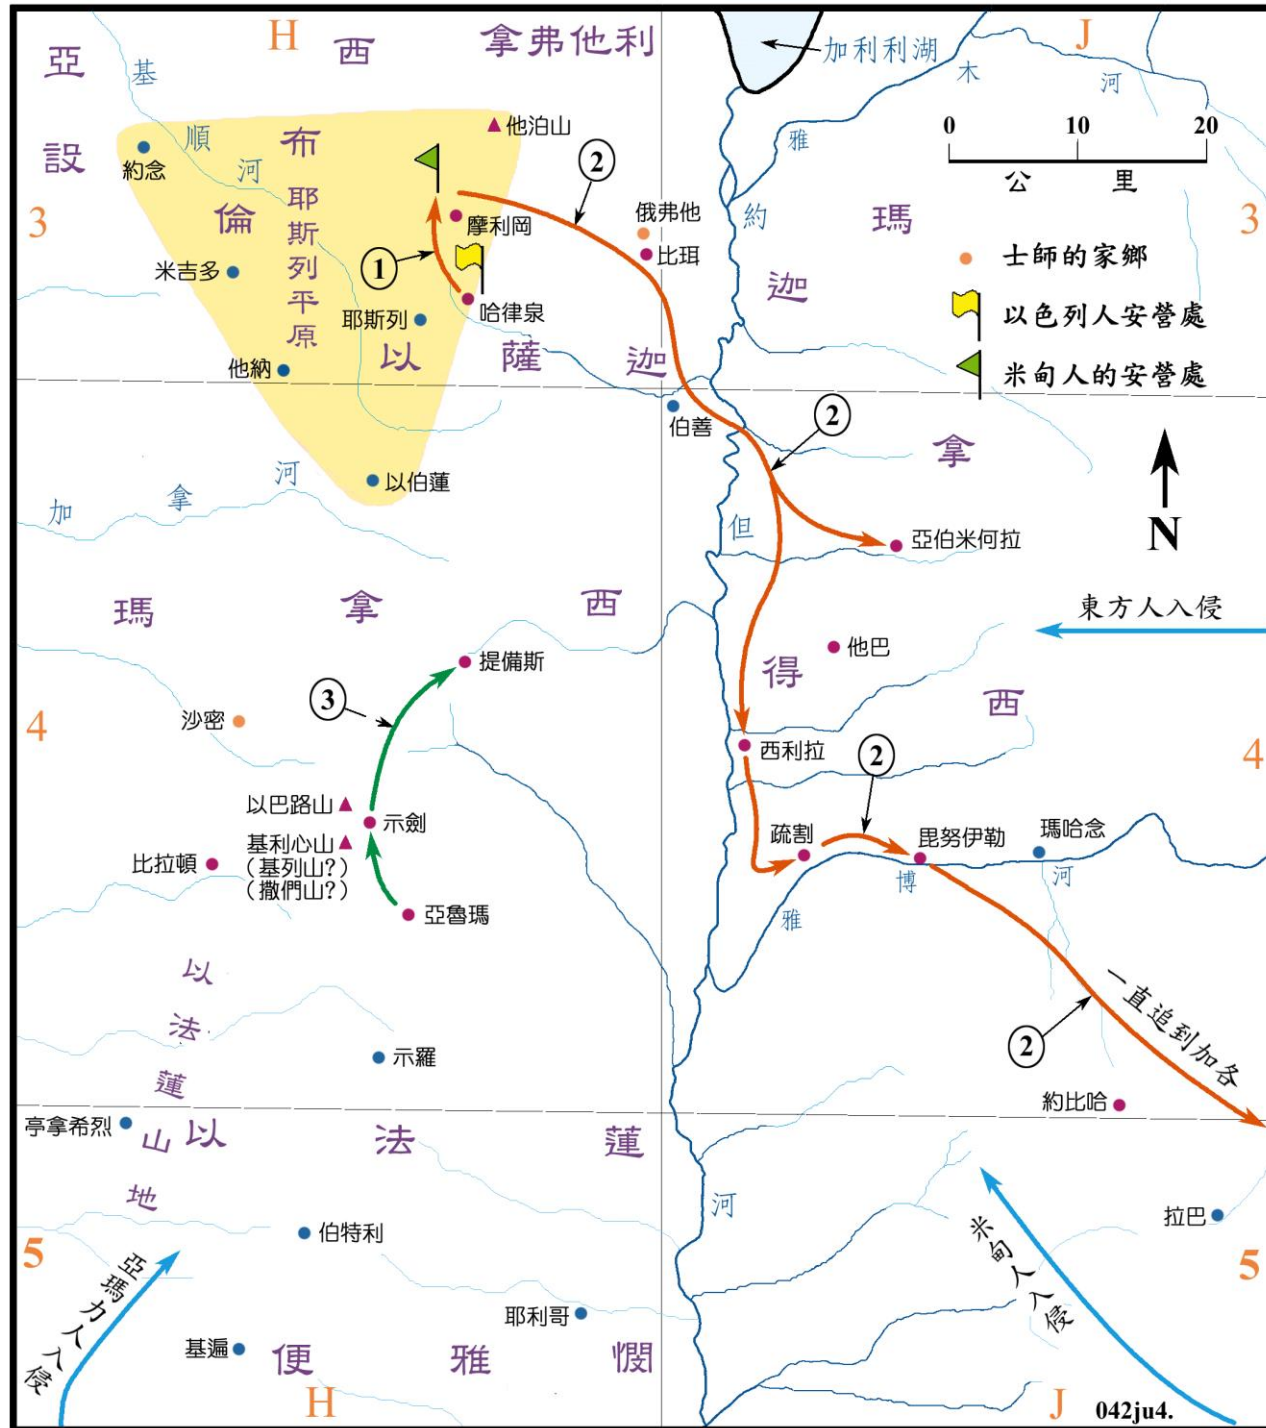 H
J
亞設
西布倫
拿弗他利
加利利湖
雅木河
基順河
他泊山
0 10 20
公里
約念
②
3
3
耶斯列平原
俄弗他
約但河
瑪拿西
迦得
摩利岡
比珥
士師的家鄉
①
米吉多
哈律泉
以色列人安營處
耶斯列
以薩迦
他納
米甸人的安營處
伯善
②
以伯蓮
加拿河
N
亞伯米何拉
瑪拿西
東方人入侵
他巴
提備斯
③
沙密
4
4
西利拉
②
以巴路山
示劍
疏割
毘努伊勒
瑪哈念
基利心山
(基列山?)
(撒們山?)
比拉頓
雅博河
亞魯瑪
以法蓮山地
一直追到加各
②
示羅
約比哈
亭拿希烈
以法蓮
拉巴
伯特利
5
5
亞瑪力人入侵
米甸人入侵
耶利哥
基遍
便雅憫
H
J
042ju4.